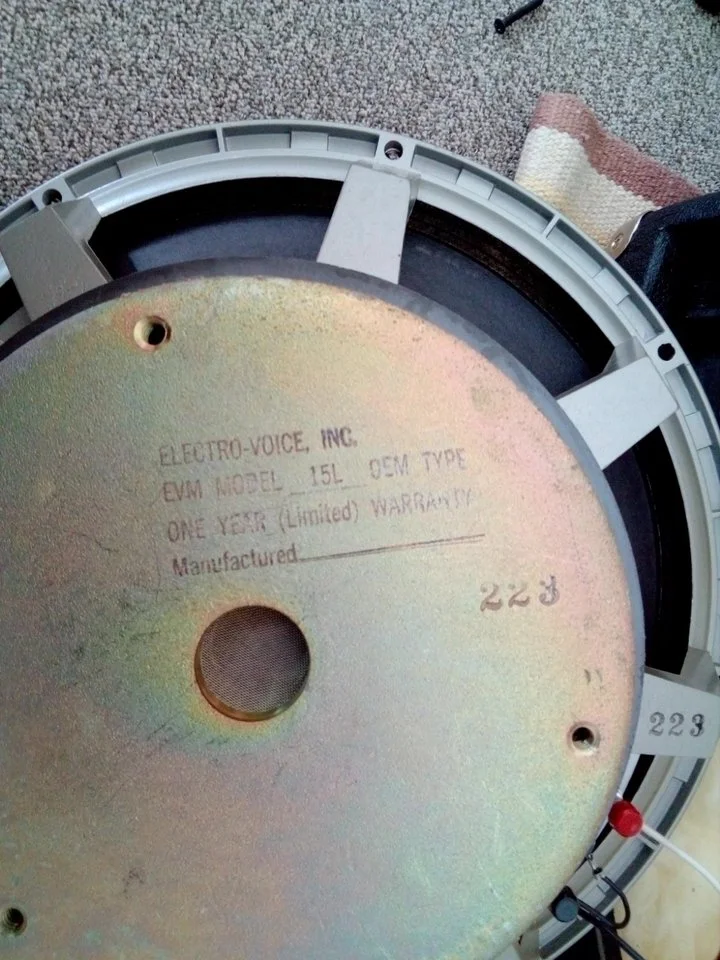 ELECTRO-VOICE, INC.
EVM MODEL 15L OEM TYPE
ONE YEAR (Limited) WARRANTY
Manufactured
223
223